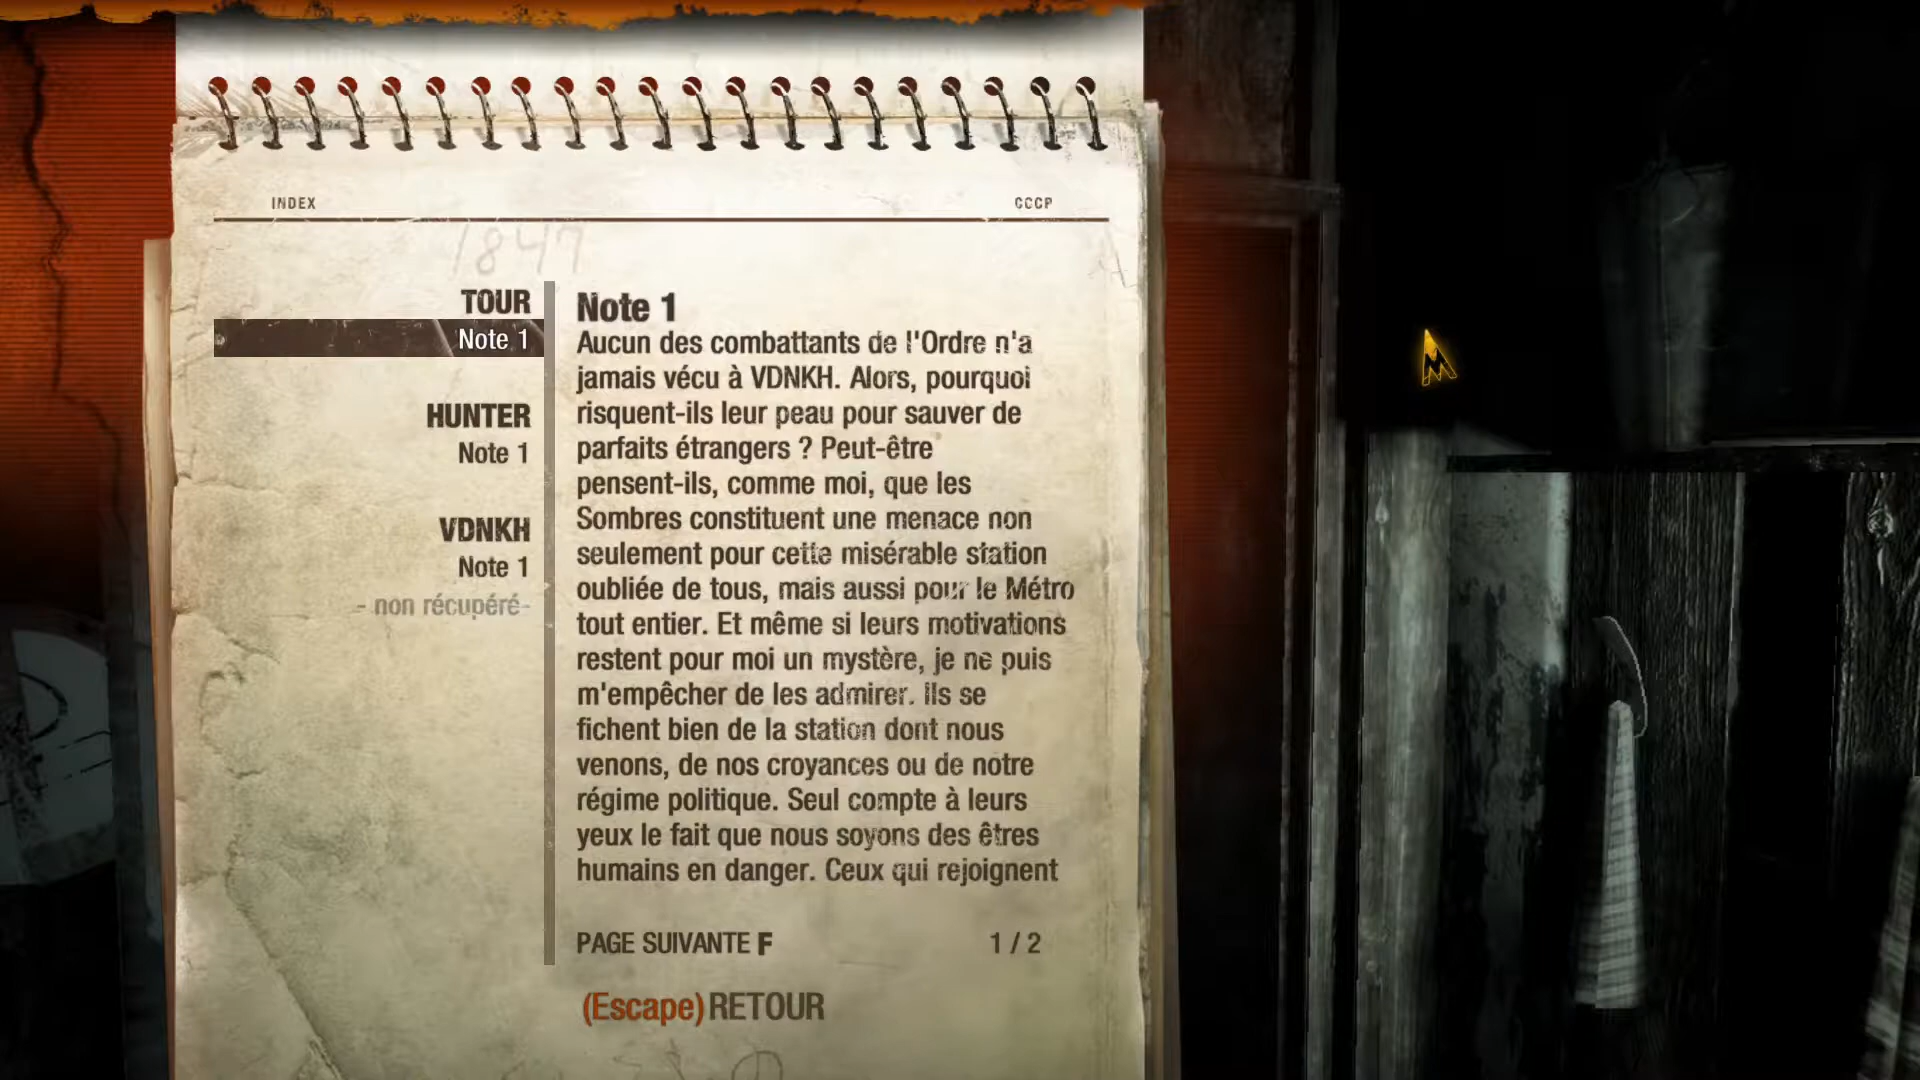 INDEX
CCCP
1847
TOUR
Note 1
HUNTER
Note 1
VDNKH
Note 1
- non récupéré-
Note 1
Aucun des combattants de l'Ordre n'a
jamais vécu à VDNKH. Alors, pourquoi
risquent-ils leur peau pour sauver de
parfaits étrangers ? Peut-être
pensent-ils, comme moi, que les
Sombres constituent une menace non
seulement pour cette misérable station
oubliée de tous, mais aussi pour le Métro
tout entier. Et même si leurs motivations
restent pour moi un mystère, je ne puis
m'empêcher de les admirer. Ils se
fichent bien de la station dont nous
venons, de nos croyances ou de notre
régime politique. Seul compte à leurs
yeux le fait que nous soyons des êtres
humains en danger. Ceux qui rejoignent
PAGE SUIVANTE F
1 / 2
(Escape) RETOUR